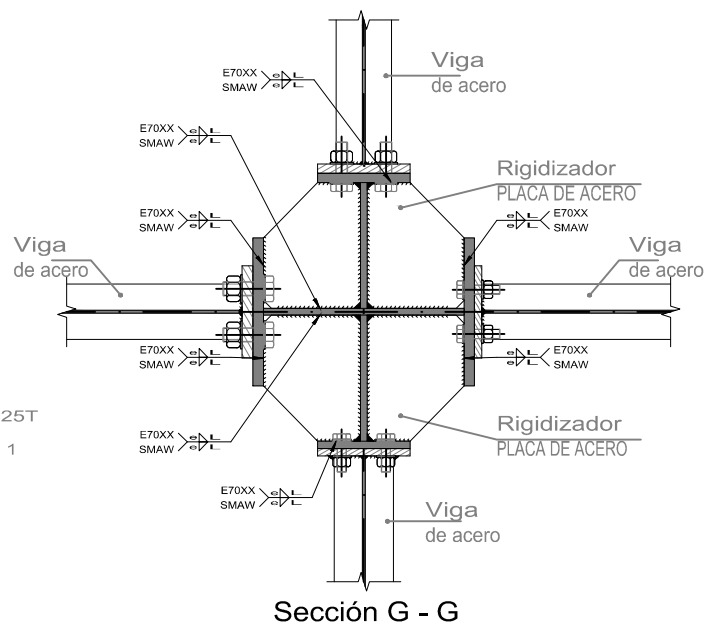 E70XX
SMAW
Viga
de acero
E70XX
SMAW
Rigidizador
PLACA DE ACERO
E70XX
SMAW
E70XX
SMAW
Viga
de acero
Viga
de acero
E70XX
SMAW
E70XX
SMAW
25T
1
E70XX
SMAW
Rigidizador
PLACA DE ACERO
E70XX
SMAW
Viga
de acero
Sección G - G